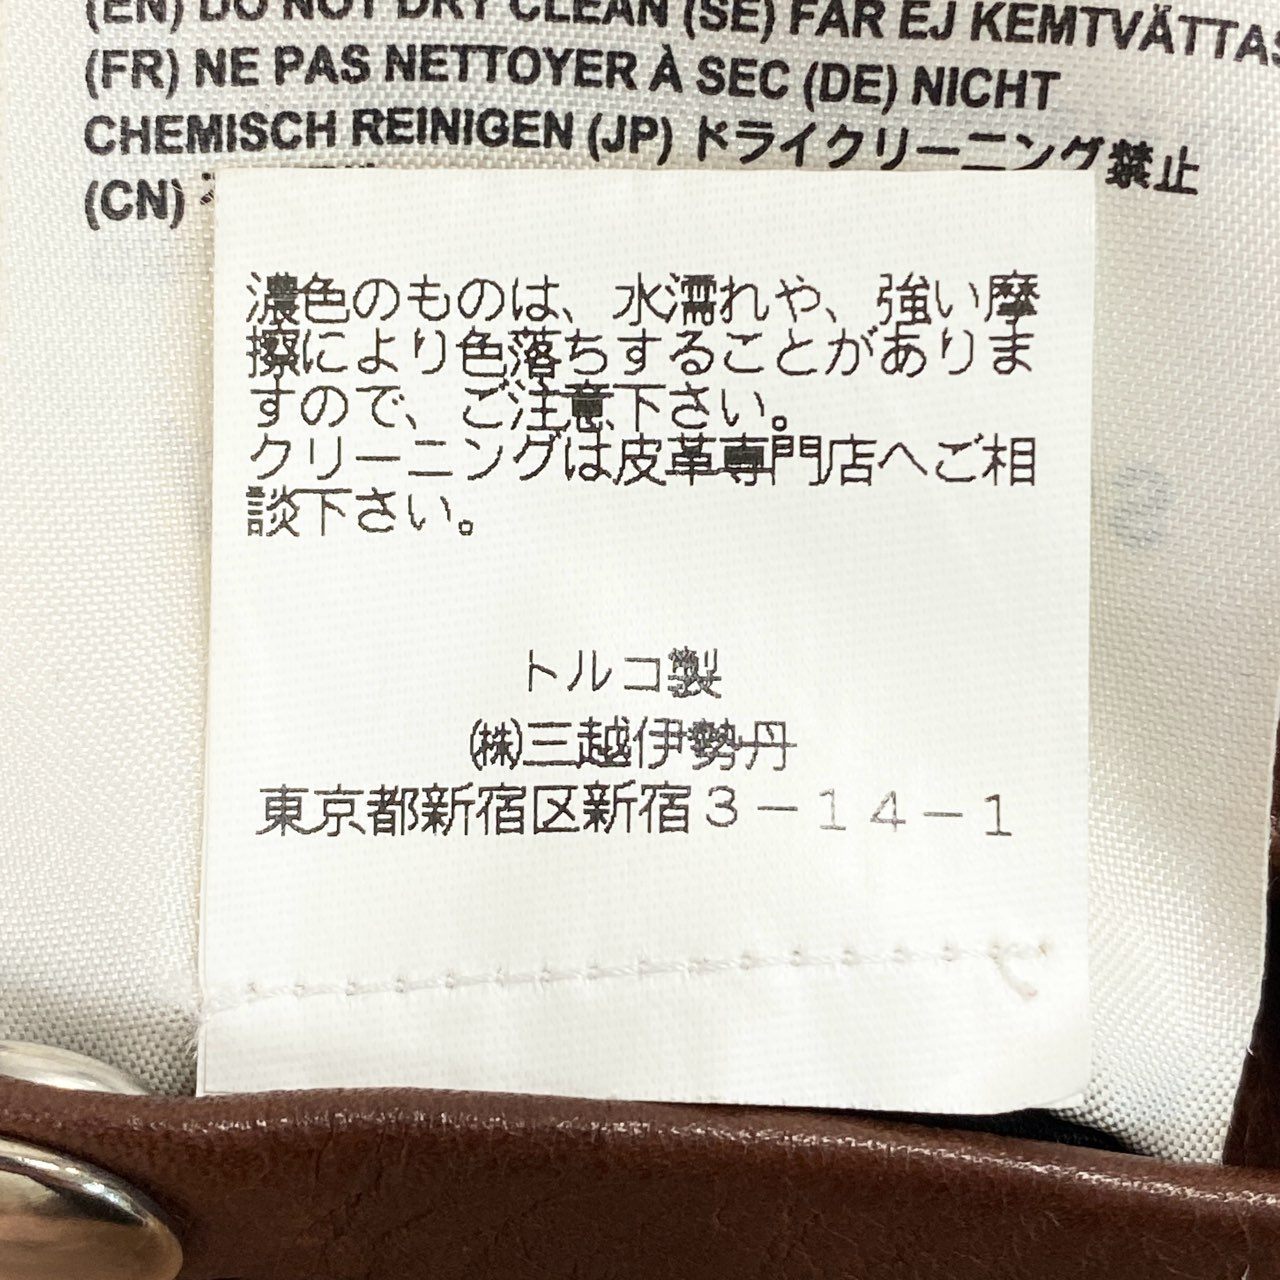 (EN) DO NOT DRY CLEAN (SE) FÅR EJ KEMTVÄTTAS
(FR) NE PAS NETTOYER À SEC (DE) NICHT
CHEMISCH REINIGEN (JP) ドライクリーニング禁止
(CN)
濃色のものは、水濡れや、強い摩
擦により色落ちすることがありま
すので、ご注意下さい。
クリーニングは皮革専門店へご相
談下さい。
トルコ製
㈱三越伊勢丹
東京都新宿区新宿３－１４－１